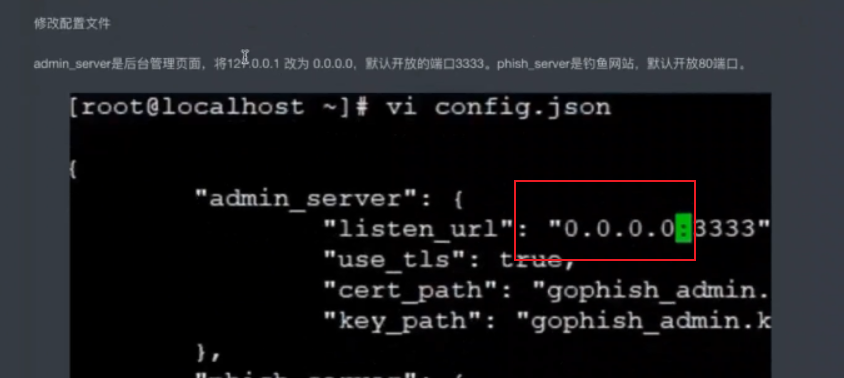 修改配置文件
admin_server是后台管理页面，将127.0.0.1 改为 0.0.0.0，默认开放的端口3333。phish_server是钓鱼网站，默认开放80端口。
[root@localhost ~]# vi config.json
{
"admin_server": {
"listen_url": "0.0.0.0:3333"
"use_tls": true,
"cert_path": "gophish_admin.
"key_path": "gophish_admin.k
},
"phish_server": {